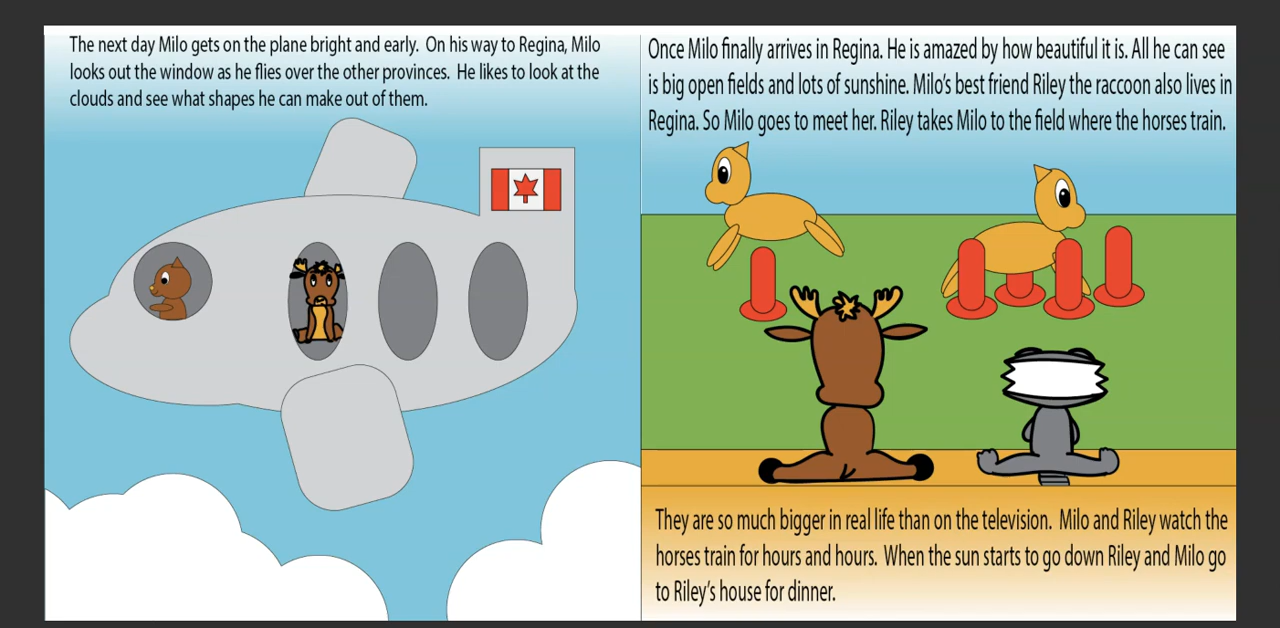 The next day Milo gets on the plane bright and early.  On his way to Regina, Milo
looks out the window as he flies over the other provinces.  He likes to look at the
clouds and see what shapes he can make out of them.
Once Milo finally arrives in Regina. He is amazed by how beautiful it is. All he can see
is big open fields and lots of sunshine. Milo's best friend Riley the raccoon also lives in
Regina. So Milo goes to meet her. Riley takes Milo to the field where the horses train.
They are so much bigger in real life than on the television.  Milo and Riley watch the
horses train for hours and hours.  When the sun starts to go down Riley and Milo go
to Riley's house for dinner.